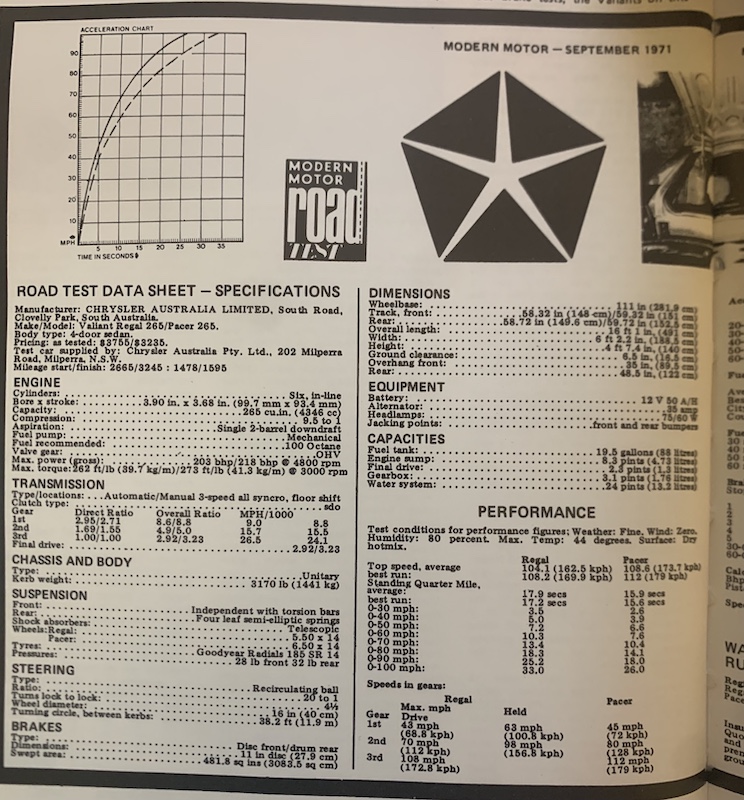 ACCELERATION CHART
90
80
70
60
50
40
30
20
10
MPH
5 10 15 20 25 30 35
TIME IN SECONDS
MODERN MOTOR — SEPTEMBER 1971
MODERN
MOTOR
road
TEST
ROAD TEST DATA SHEET — SPECIFICATIONS
Manufacturer: CHRYSLER AUSTRALIA LIMITED, South Road,
Clovelly Park, South Australia.
Make/Model: Valiant Regal 265/Pacer 265.
Body type: 4-door sedan.
Pricing: as tested: $3755/$3235.
Test car supplied by: Chrysler Australia Pty. Ltd., 202 Milperra
Road, Milperra, N.S.W.
Mileage start/finish: 2665/3245 : 1478/1595
ENGINE
Cylinders: Six, in-line
Bore x stroke: 3.90 in. x 3.68 in. (99.7 mm x 93.4 mm)
Capacity: 265 cu.in. (4346 cc)
Compression: 9.5 to 1
Aspiration: Single 2-barrel downdraft
Fuel pump: Mechanical
Fuel recommended: 100 Octane
Valve gear: OHV
Max. power (gross): 203 bhp/218 bhp @ 4800 rpm
Max. torque: 262 ft/lb (39.7 kg/m)/273 ft/lb (41.3 kg/m) @ 3000 rpm
TRANSMISSION
Type/locations: Automatic/Manual 3-speed all syncro, floor shift
Clutch type: sdo
Gear Direct Ratio Overall Ratio MPH/1000
1st 2.95/2.71 8.6/8.8 9.0 8.8
2nd 1.69/1.55 4.9/5.0 15.7 15.5
3rd 1.00/1.00 2.92/3.23 26.5 24.1
Final drive: 2.92/3.23
CHASSIS AND BODY
Type: Unitary
Kerb weight: 3170 lb (1441 kg)
SUSPENSION
Front: Independent with torsion bars
Rear: Four leaf semi-elliptic springs
Shock absorbers: Telescopic
Wheels: Regal: 5.50 x 14
Pacer: 6.50 x 14
Tyres: Goodyear Radials 185 SR 14
Pressures: 28 lb front 32 lb rear
STEERING
Type: Recirculating ball
Ratio: 20 to 1
Turns lock to lock: 4½
Wheel diameter: 16 in (40 cm)
Turning circle, between kerbs: 38.2 ft (11.9 m)
BRAKES
Type: Disc front/drum rear
Dimensions: 11 in disc (27.9 cm)
Swept area: 481.8 sq ins (3083.5 sq cm)
DIMENSIONS
Wheelbase: 111 in (281.9 cm)
Track, front: 58.32 in (148 cm)/59.32 in (151 cm)
Rear: 58.72 in (149.6 cm)/59.72 in (152.5 cm)
Overall length: 16 ft 1 in. (491 cm)
Width: 6 ft 2.2 in (188.5 cm)
Height: 4 ft 7.4 in. (140 cm)
Ground clearance: 6.5 in (16.5 cm)
Overhang front: 35 in (89.5 cm)
Rear: 48.5 in. (122 cm)
EQUIPMENT
Battery: 12 V 50 A/H
Alternator: 35 amp
Headlamps: 75/60 W
Jacking points: front and rear bumpers
CAPACITIES
Fuel tank: 19.5 gallons (88 litres)
Engine sump: 8.3 pints (4.73 litres)
Final drive: 2.3 pints (1.3 litres)
Gearbox: 3.1 pints (1.76 litres)
Water system: 24 pints (13.2 litres)
PERFORMANCE
Test conditions for performance figures; Weather: Fine. Wind: Zero.
Humidity: 80 percent. Max. Temp: 44 degrees. Surface: Dry
hotmix.
Regal Pacer
Top speed, average 104.1 (162.5 kph) 108.6 (173.7 kph)
best run: 108.2 (169.9 kph) 112 (179 kph)
Standing Quarter Mile,
average: 17.9 secs 15.9 secs
best run: 17.2 secs 15.6 secs
0-30 mph: 3.5 2.6
0-40 mph: 5.0 3.9
0-50 mph: 7.2 6.6
0-60 mph: 10.3 7.6
0-70 mph: 13.4 10.4
0-80 mph: 18.3 14.1
0-90 mph: 25.2 18.0
0-100 mph: 33.0 26.0
Speeds in gears:
Regal Pacer
Max. mph
Gear Drive Held
1st 43 mph 63 mph 45 mph
(68.8 kph) (100.8 kph) (72 kph)
2nd 70 mph 98 mph 80 mph
(112 kph) (156.8 kph) (128 kph)
3rd 108 mph 112 mph
(172.8 kph) (179 kph)